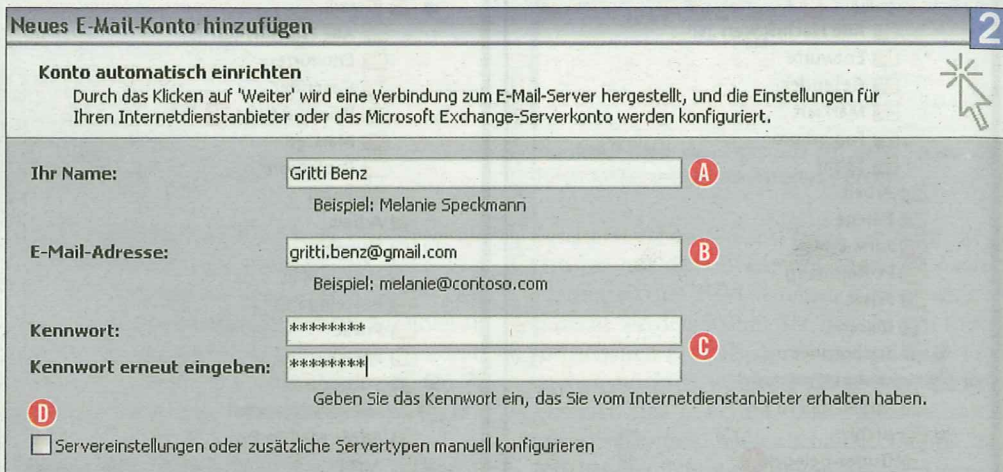 Neues E-Mail-Konto hinzufügen
2
Konto automatisch einrichten
Durch das Klicken auf 'Weiter' wird eine Verbindung zum E-Mail-Server hergestellt, und die Einstellungen für
Ihren Internetdienstanbieter oder das Microsoft Exchange-Serverkonto werden konfiguriert.
Ihr Name: Gritti Benz A
Beispiel: Melanie Speckmann
E-Mail-Adresse: gritti.benz@gmail.com B
Beispiel: melanie@contoso.com
Kennwort: ********
C
Kennwort erneut eingeben: ********
Geben Sie das Kennwort ein, das Sie vom Internetdienstanbieter erhalten haben.
D
Servereinstellungen oder zusätzliche Servertypen manuell konfigurieren